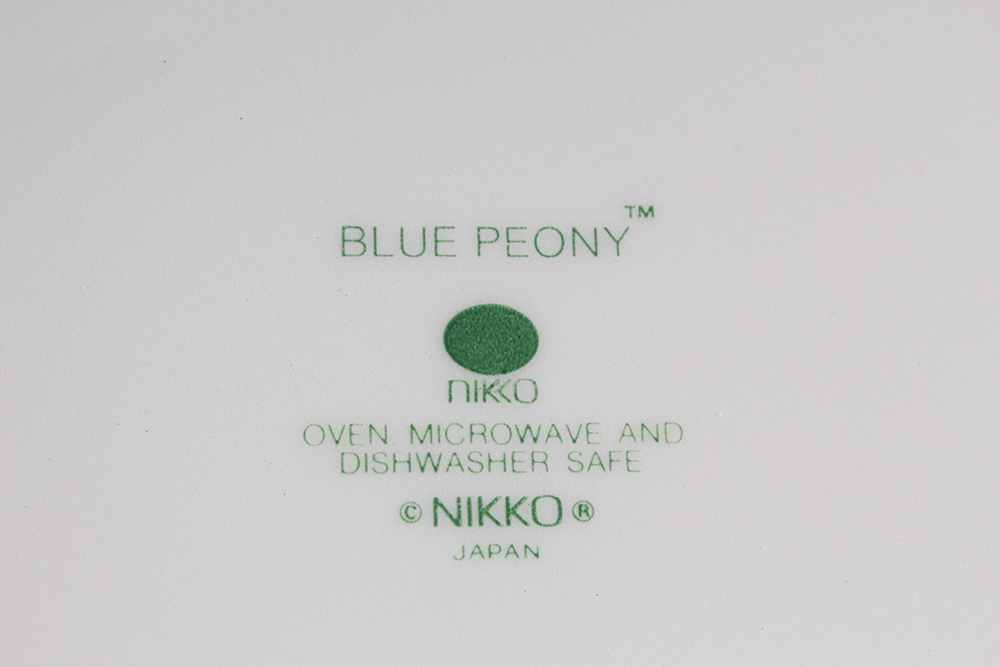 BLUE PEONY™
nikko
OVEN, MICROWAVE AND
DISHWASHER SAFE
© NIKKO ®
JAPAN